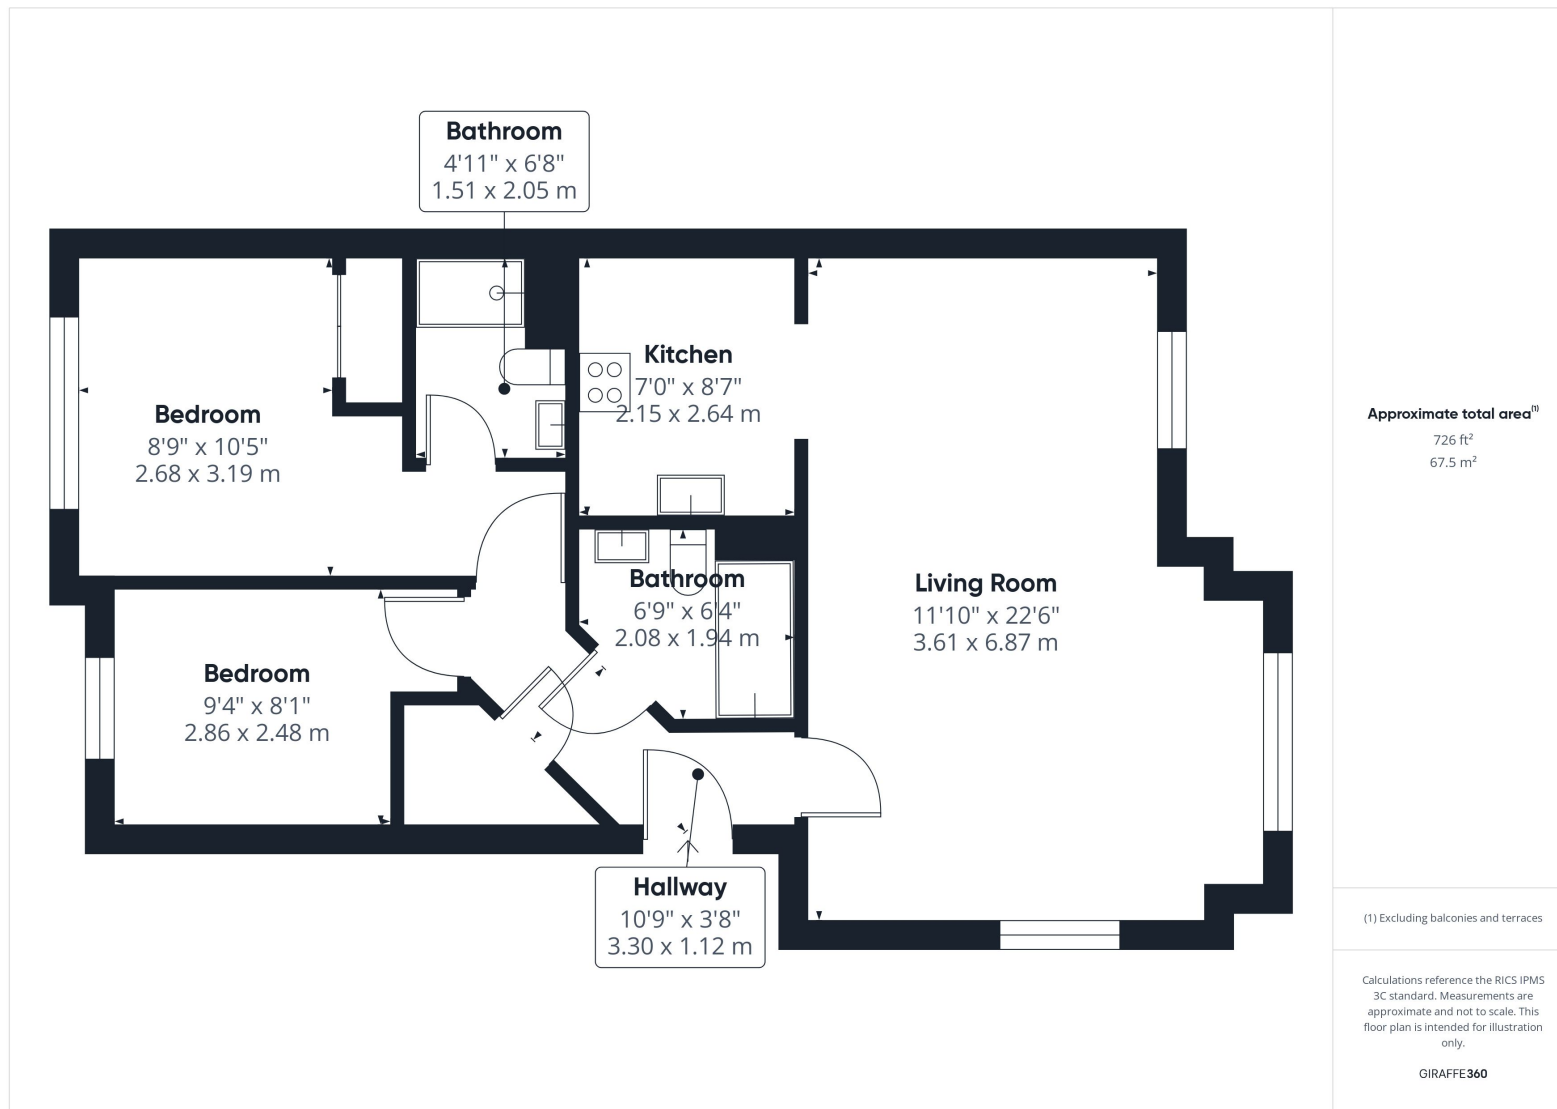 Bathroom
4'11" x 6'8"
1.51 x 2.05 m
Kitchen
7'0" x 8'7"
2.15 x 2.64 m
Bedroom
8'9" x 10'5"
2.68 x 3.19 m
Bathroom
6'9" x 6'4"
2.08 x 1.94 m
Living Room
11'10" x 22'6"
3.61 x 6.87 m
Bedroom
9'4" x 8'1"
2.86 x 2.48 m
Hallway
10'9" x 3'8"
3.30 x 1.12 m
Approximate total area(1)
726 ft²
67.5 m²
(1) Excluding balconies and terraces
Calculations reference the RICS IPMS
3C standard. Measurements are
approximate and not to scale. This
floor plan is intended for illustration
only.
GIRAFFE360